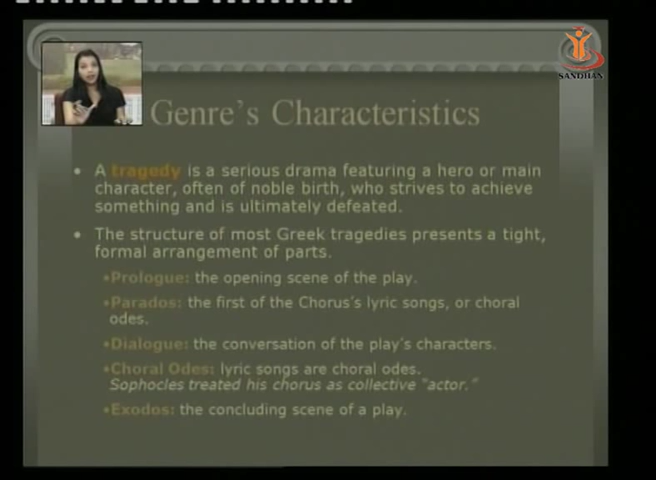 SANDHAN
Genre's Characteristics
• A tragedy is a serious drama featuring a hero or main
character, often of noble birth, who strives to achieve
something and is ultimately defeated.
• The structure of most Greek tragedies presents a tight,
formal arrangement of parts.
•Prologue: the opening scene of the play.
•Parados: the first of the Chorus's lyric songs, or choral
odes.
•Dialogue: the conversation of the play's characters.
•Choral Odes: lyric songs are choral odes.
Sophocles treated his chorus as collective "actor."
•Exodos: the concluding scene of a play.